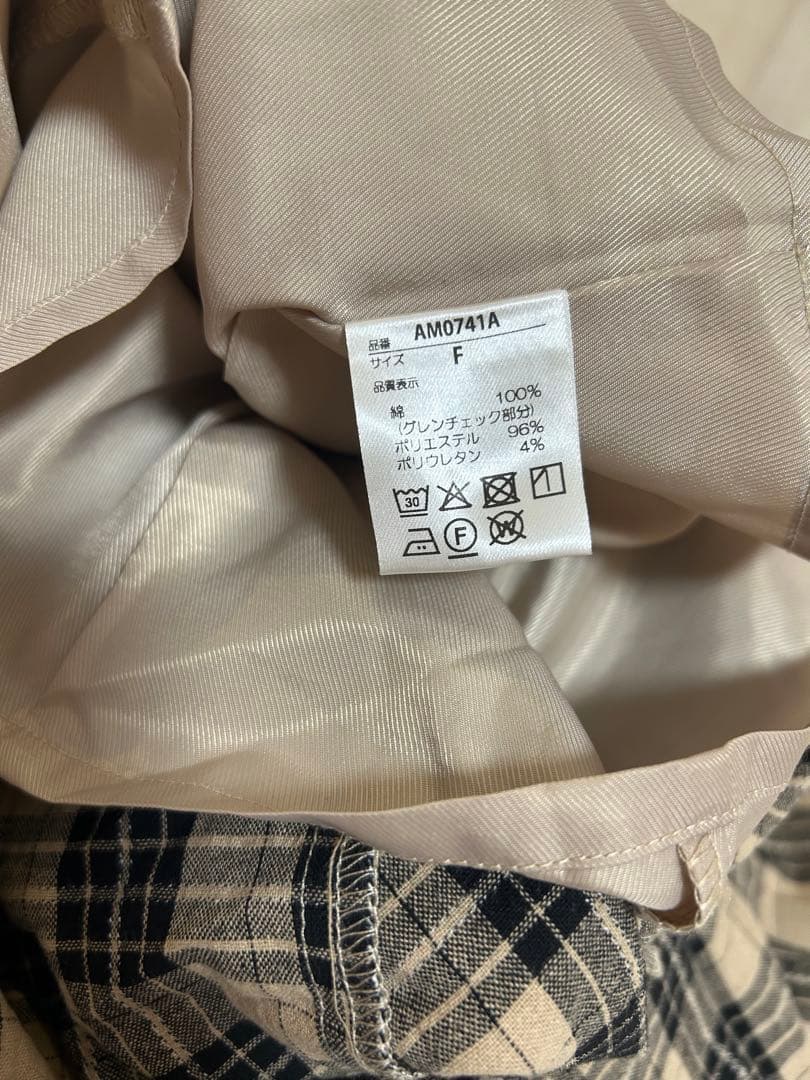 品番 AM0741A
サイズ F
品質表示
綿 100%
(グレンチェック部分)
ポリエステル 96%
ポリウレタン 4%
30
F W